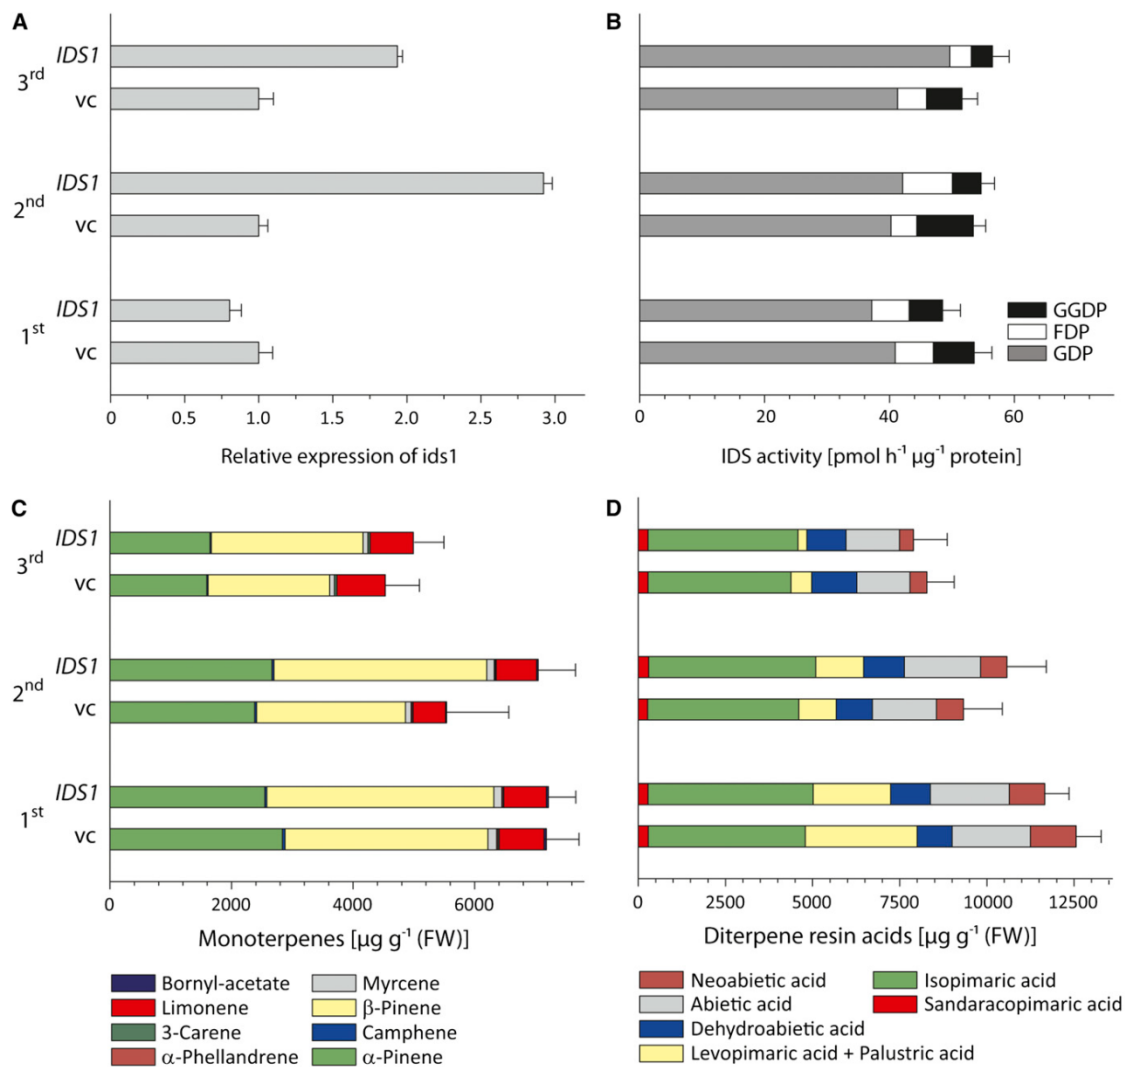 A
IDS1
3rd
vc
IDS1
2nd
vc
IDS1
1st
vc
0 0.5 1.0 1.5 2.0 2.5 3.0
Relative expression of ids1
B
GGDP
FDP
GDP
0 20 40 60
IDS activity [pmol h⁻¹ µg⁻¹ protein]
C
IDS1
3rd
vc
IDS1
2nd
vc
IDS1
1st
vc
0 2000 4000 6000
Monoterpenes [µg g⁻¹ (FW)]
Bornyl-acetate Myrcene
Limonene β-Pinene
3-Carene Camphene
α-Phellandrene α-Pinene
D
0 2500 5000 7500 10000 12500
Diterpene resin acids [µg g⁻¹ (FW)]
Neoabietic acid Isopimaric acid
Abietic acid Sandaracopimaric acid
Dehydroabietic acid
Levopimaric acid + Palustric acid